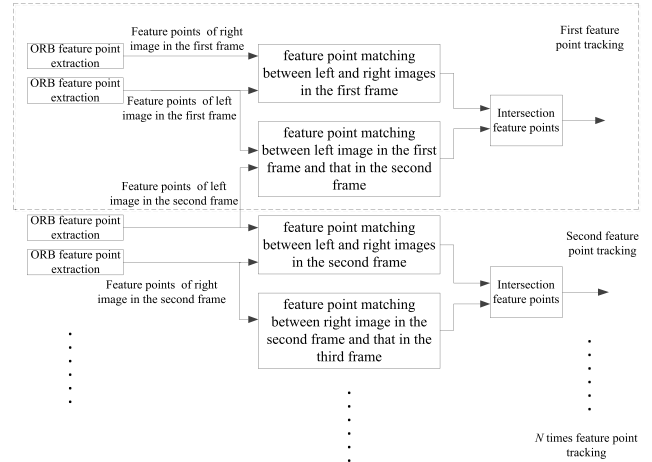 Feature points of right
image in the first frame
First feature
point tracking
ORB feature point
extraction
feature point matching
between left and right images
in the first frame
ORB feature point
extraction
Feature points of left
image in the first frame
Intersection
feature points
feature point matching
between left image in the first
frame and that in the second
frame
Feature points of left
image in the second frame
ORB feature point
extraction
feature point matching
between left and right images
in the second frame
Second feature
point tracking
ORB feature point
extraction
Feature points of right
image in the second frame
Intersection
feature points
feature point matching
between right image in the
second frame and that in the
third frame
N times feature point
tracking